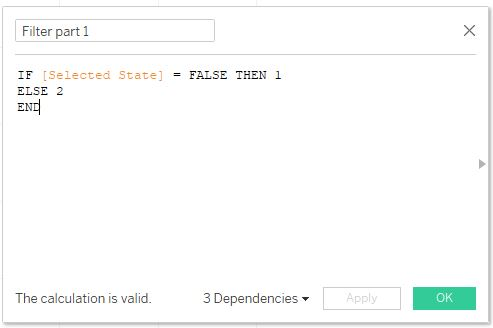 Filter part 1
IF [Selected State] = FALSE THEN 1
ELSE 2
END
The calculation is valid.
3 Dependencies
Apply
OK